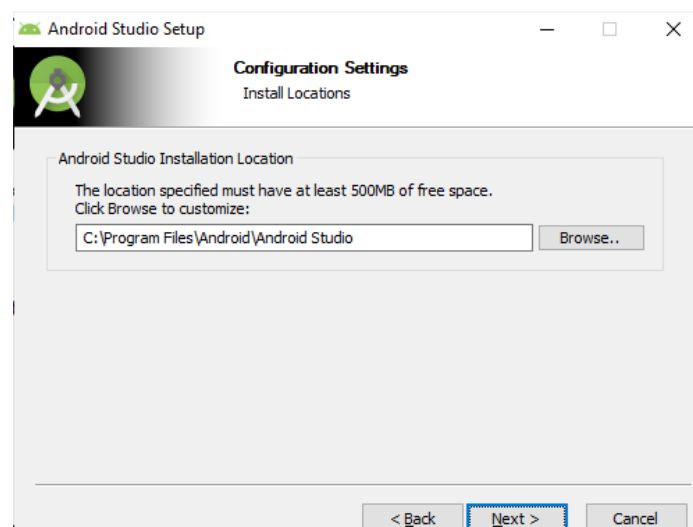 Android Studio Setup
Configuration Settings
Install Locations
Android Studio Installation Location
The location specified must have at least 500MB of free space.
Click Browse to customize:
C:\Program Files\Android\Android Studio
Browse..
< Back
Next >
Cancel